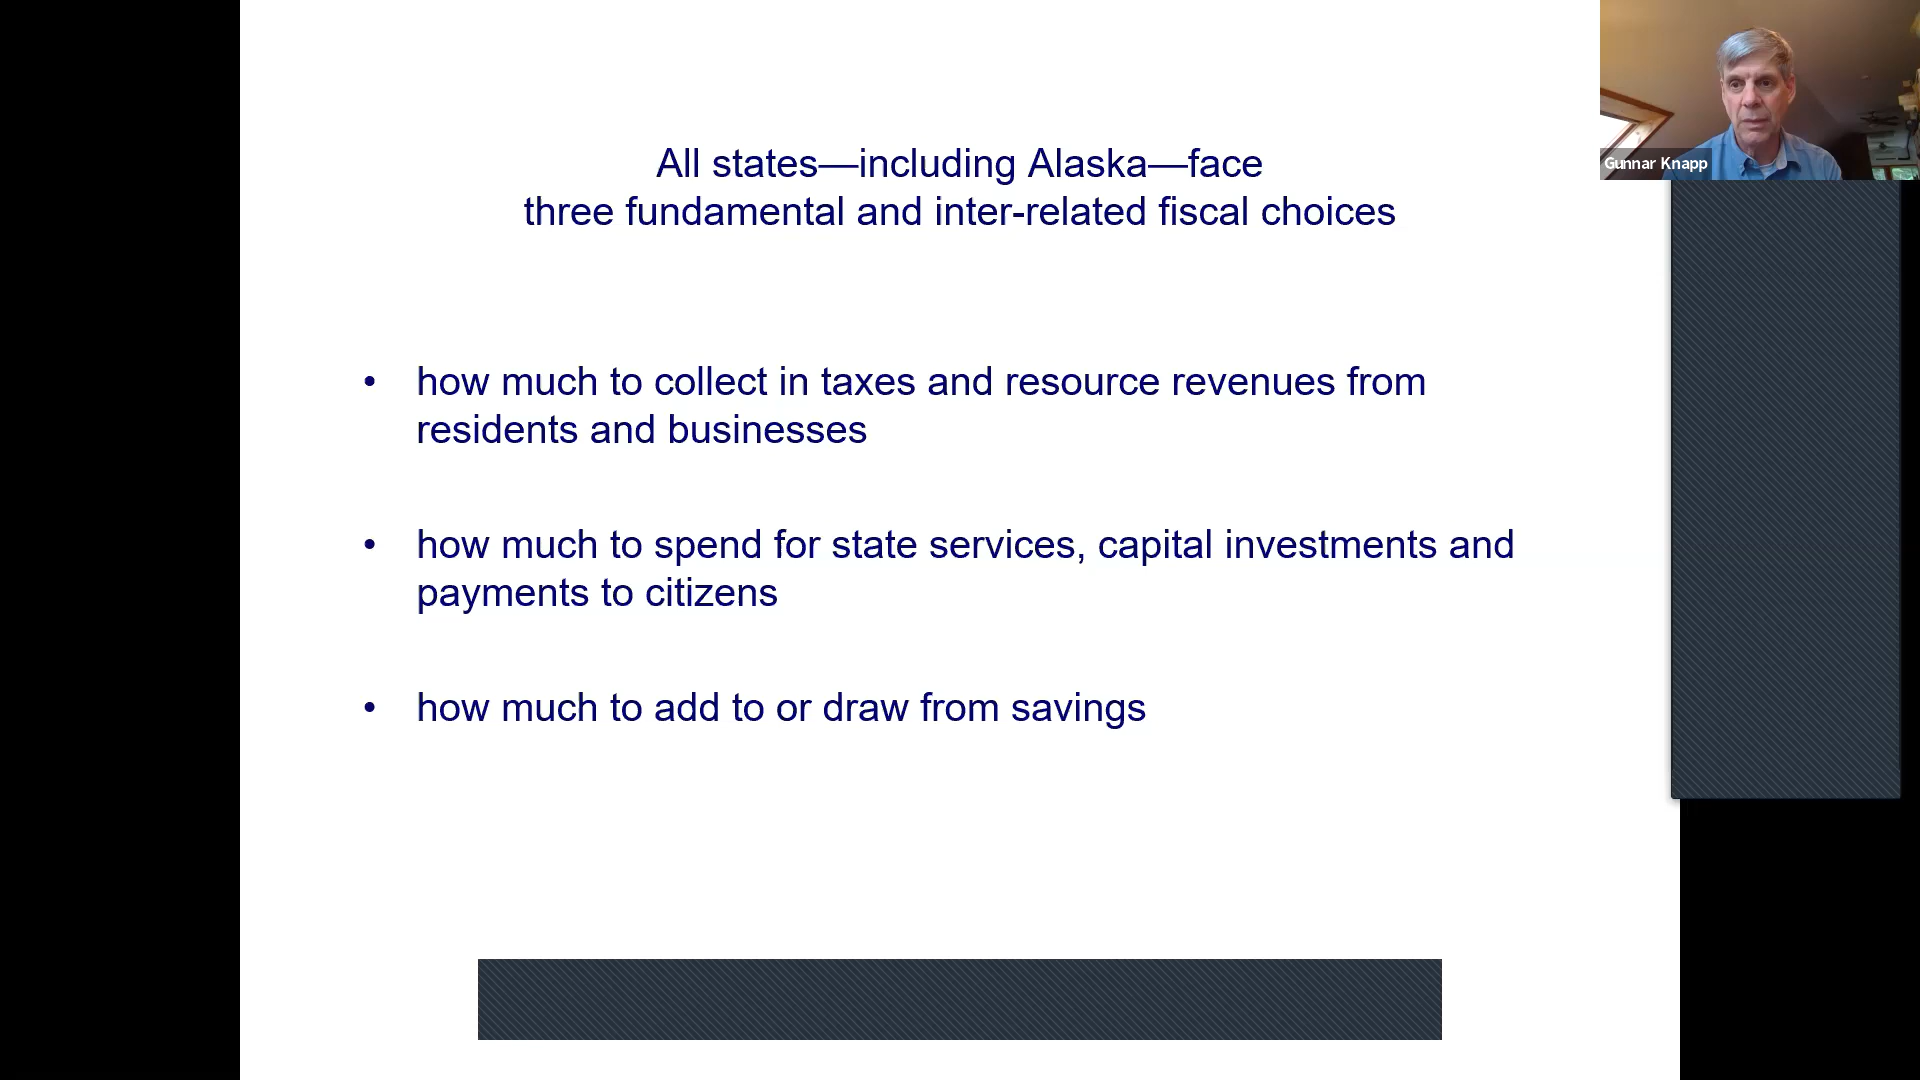 All states—including Alaska—face
three fundamental and inter-related fiscal choices
• how much to collect in taxes and resource revenues from
residents and businesses
• how much to spend for state services, capital investments and
payments to citizens
• how much to add to or draw from savings
Gunnar Knapp